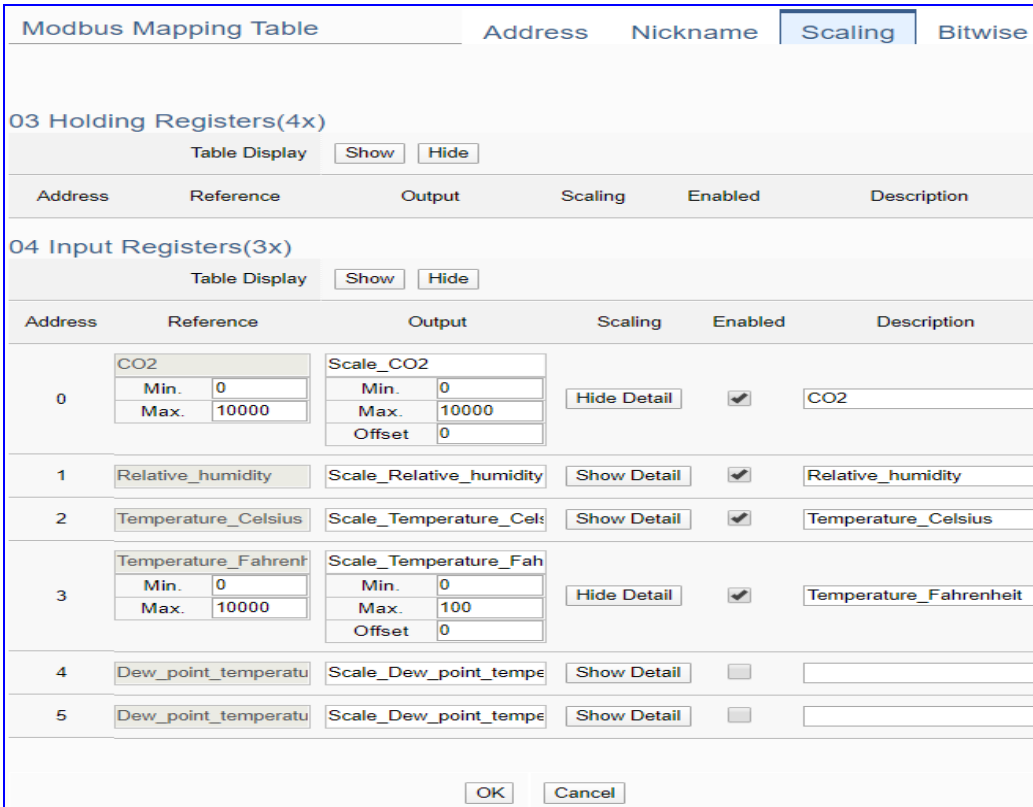 Modbus Mapping Table Address Nickname Scaling Bitwise
03 Holding Registers(4x)
Table Display Show Hide
Address Reference Output Scaling Enabled Description
04 Input Registers(3x)
Table Display Show Hide
Address Reference Output Scaling Enabled Description
CO2 Scale_CO2
Min. 0 Min. 0
0 Hide Detail CO2
Max. 10000 Max. 10000
Offset 0
1 Relative_humidity Scale_Relative_humidity Show Detail Relative_humidity
2 Temperature_Celsius Scale_Temperature_Cels Show Detail Temperature_Celsius
Temperature_Fahrenh Scale_Temperature_Fah
Min. 0 Min. 0
3 Hide Detail Temperature_Fahrenheit
Max. 10000 Max. 100
Offset 0
4 Dew_point_temperatu Scale_Dew_point_tempe Show Detail
5 Dew_point_temperatu Scale_Dew_point_tempe Show Detail
OK Cancel